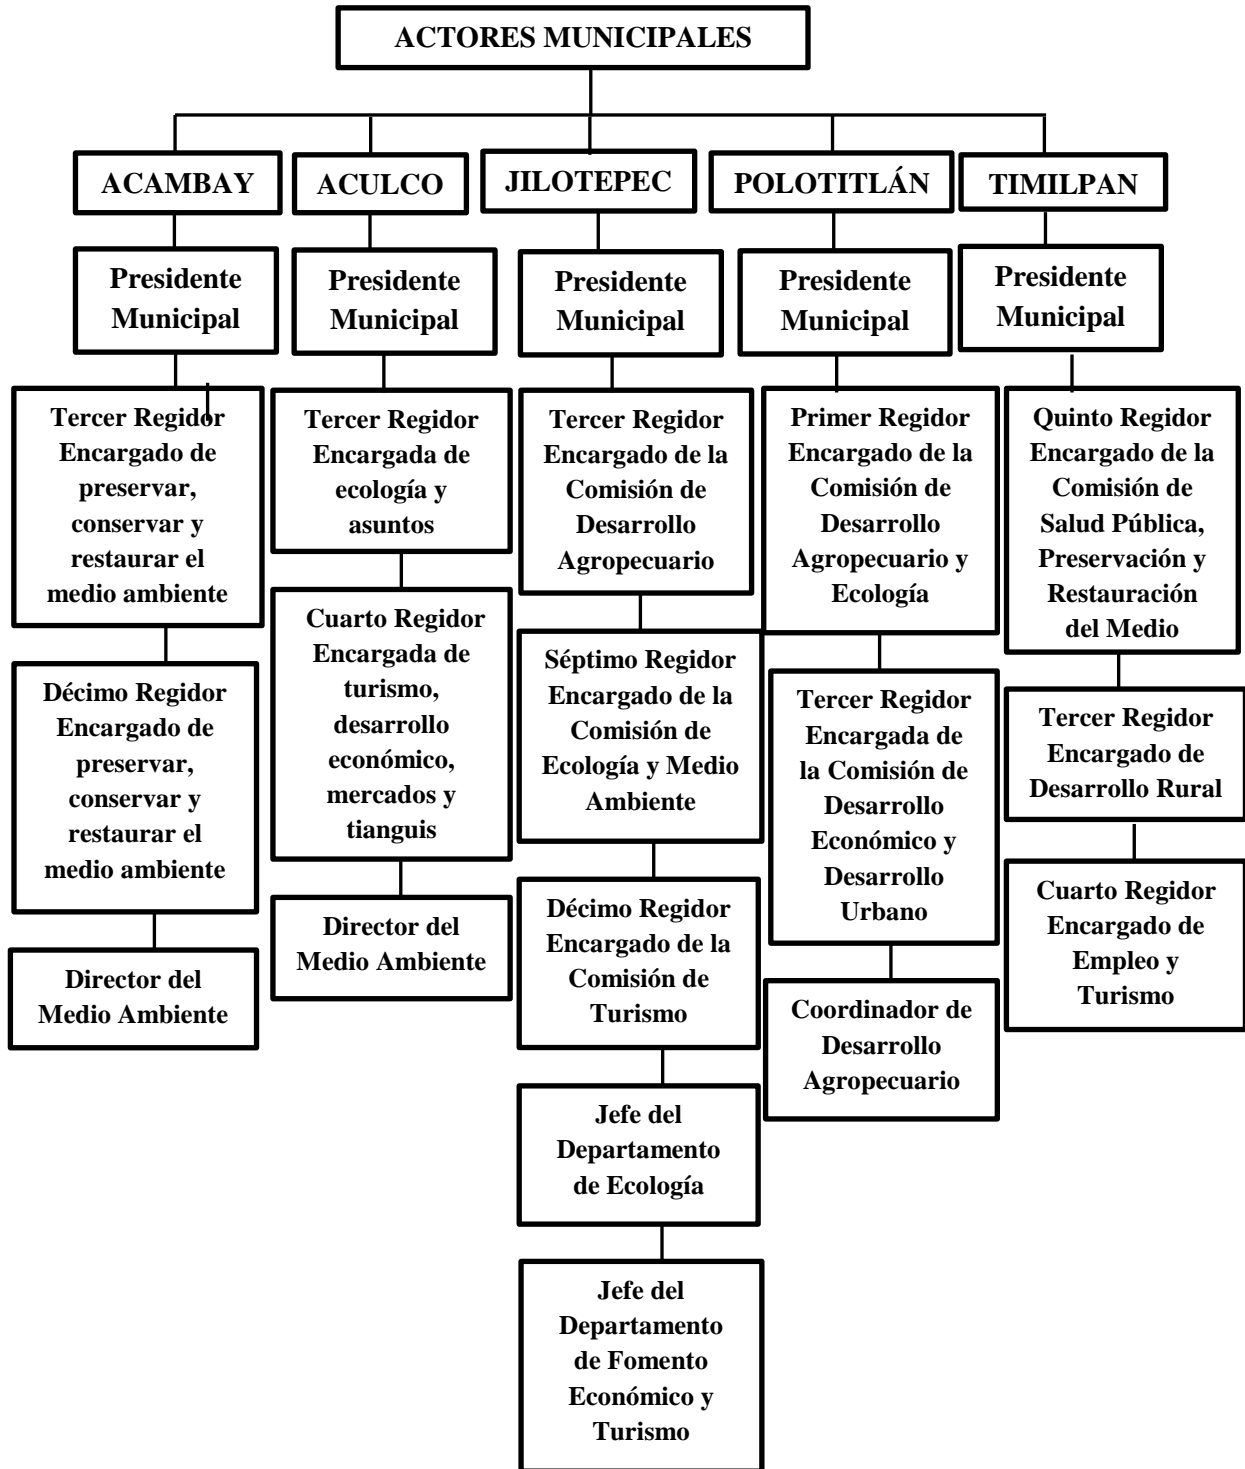 ACTORES MUNICIPALES
ACAMBAY
Presidente
Municipal
Tercer Regidor
Encargado de
preservar,
conservar y
restaurar el
medio ambiente
Décimo Regidor
Encargado de
preservar,
conservar y
restaurar el
medio ambiente
Director del
Medio Ambiente
ACULCO
Presidente
Municipal
Tercer Regidor
Encargada de
ecología y
asuntos
Cuarto Regidor
Encargada de
turismo,
desarrollo
económico,
mercados y
tianguis
Director del
Medio Ambiente
JILOTEPEC
Presidente
Municipal
Tercer Regidor
Encargado de la
Comisión de
Desarrollo
Agropecuario
Séptimo Regidor
Encargado de la
Comisión de
Ecología y Medio
Ambiente
Décimo Regidor
Encargado de la
Comisión de
Turismo
Jefe del
Departamento
de Ecología
Jefe del
Departamento
de Fomento
Económico y
Turismo
POLOTITLÁN
Presidente
Municipal
Primer Regidor
Encargado de la
Comisión de
Desarrollo
Agropecuario y
Ecología
Tercer Regidor
Encargada de
la Comisión de
Desarrollo
Económico y
Desarrollo
Urbano
Coordinador de
Desarrollo
Agropecuario
TIMILPAN
Presidente
Municipal
Quinto Regidor
Encargado de la
Comisión de
Salud Pública,
Preservación y
Restauración
del Medio
Tercer Regidor
Encargado de
Desarrollo Rural
Cuarto Regidor
Encargado de
Empleo y
Turismo